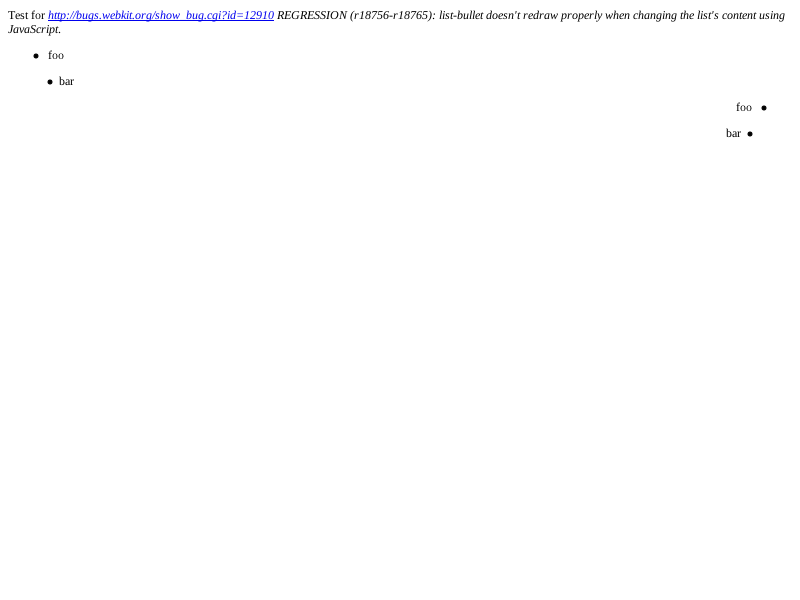 Test for http://bugs.webkit.org/show_bug.cgi?id=12910 REGRESSION (r18756-r18765): list-bullet doesn't redraw properly when changing the list's content using
JavaScript.
• foo
• bar
foo •
bar •